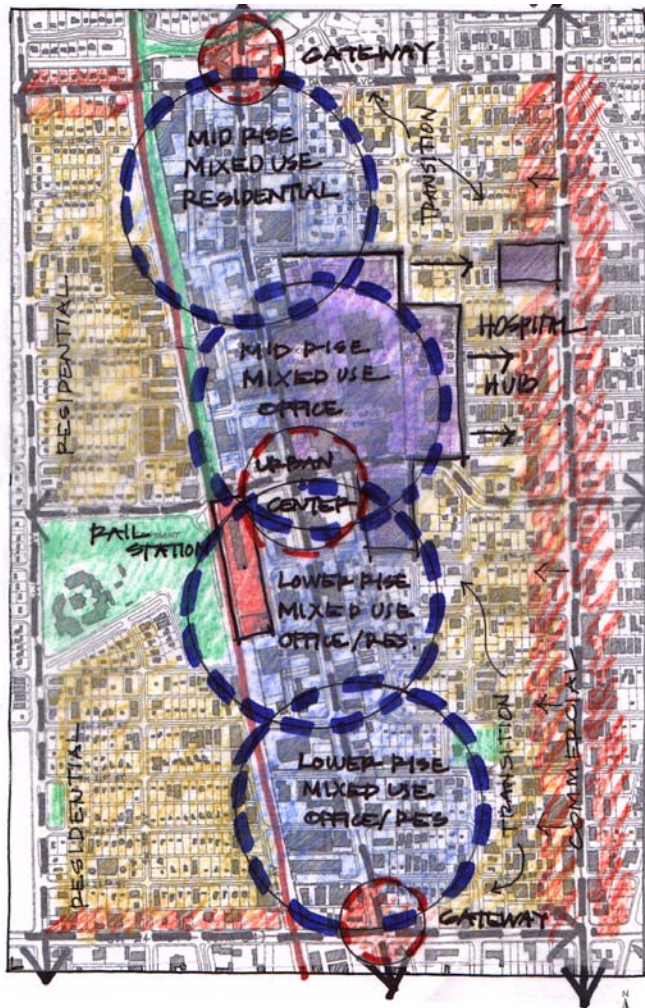 GATEWAY
MID RISE
MIXED USE
RESIDENTIAL
TRANSITION
RESIDENTIAL
HOSPITAL
HUB
MID RISE
MIXED USE
OFFICE
URBAN
CENTER
RAIL
STATION
LOWER RISE
MIXED USE
OFFICE/RES.
LOWER RISE
MIXED USE
OFFICE/RES
TRANSITION
COMMERCIAL
RESIDENTIAL
GATEWAY
N